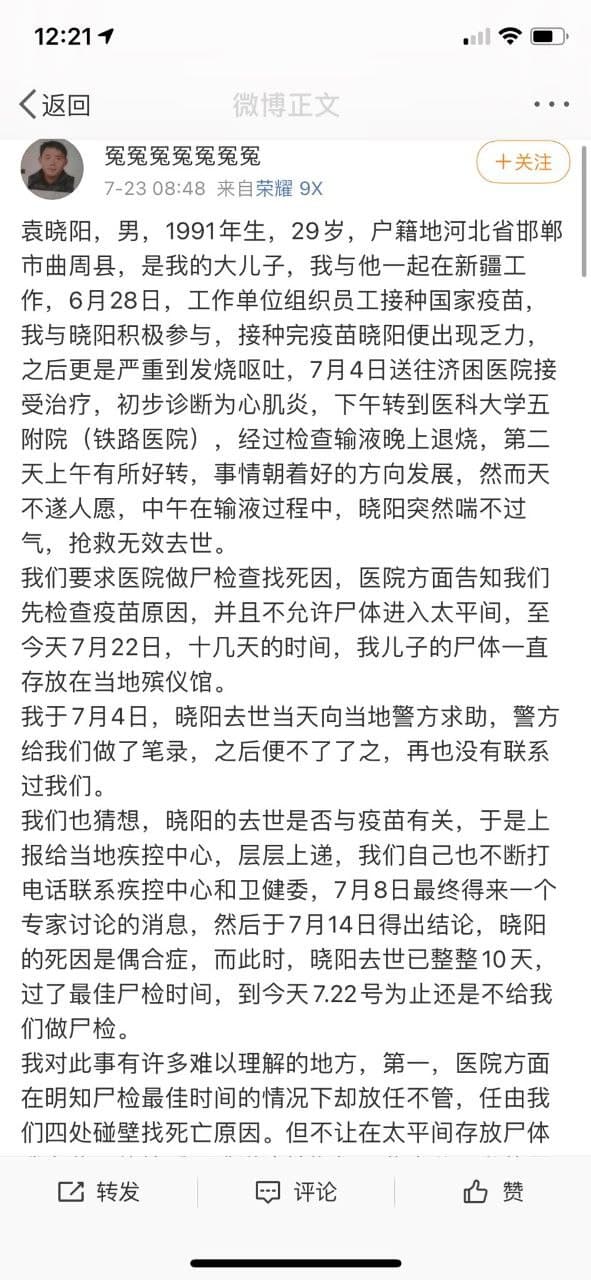 12:21
返回
微博正文
冤冤冤冤冤冤冤
+关注
7-23 08:48 来自荣耀 9X
袁晓阳，男，1991年生，29岁，户籍地河北省邯郸
市曲周县，是我的大儿子，我与他一起在新疆工
作，6月28日，工作单位组织员工接种国家疫苗，
我与晓阳积极参与，接种完疫苗晓阳便出现乏力，
之后更是严重到发烧呕吐，7月4日送往济困医院接
受治疗，初步诊断为心肌炎，下午转到医科大学五
附院（铁路医院），经过检查输液晚上退烧，第二
天上午有所好转，事情朝着好的方向发展，然而天
不遂人愿，中午在输液过程中，晓阳突然喘不过
气，抢救无效去世。
我们要求医院做尸检查找死因，医院方面告知我们
先检查疫苗原因，并且不允许尸体进入太平间，至
今天7月22日，十几天的时间，我儿子的尸体一直
存放在当地殡仪馆。
我于7月4日，晓阳去世当天向当地警方求助，警方
给我们做了笔录，之后便不了了之，再也没有联系
过我们。
我们也猜想，晓阳的去世是否与疫苗有关，于是上
报给当地疾控中心，层层上递，我们自己也不断打
电话联系疾控中心和卫健委，7月8日最终得来一个
专家讨论的消息，然后于7月14日得出结论，晓阳
的死因是偶合症，而此时，晓阳去世已整整10天，
过了最佳尸检时间，到今天7.22号为止还是不给我
们做尸检。
我对此事有许多难以理解的地方，第一，医院方面
在明知尸检最佳时间的情况下却放任不管，任由我
们四处碰壁找死亡原因。但不让在太平间存放尸体
转发
评论
赞